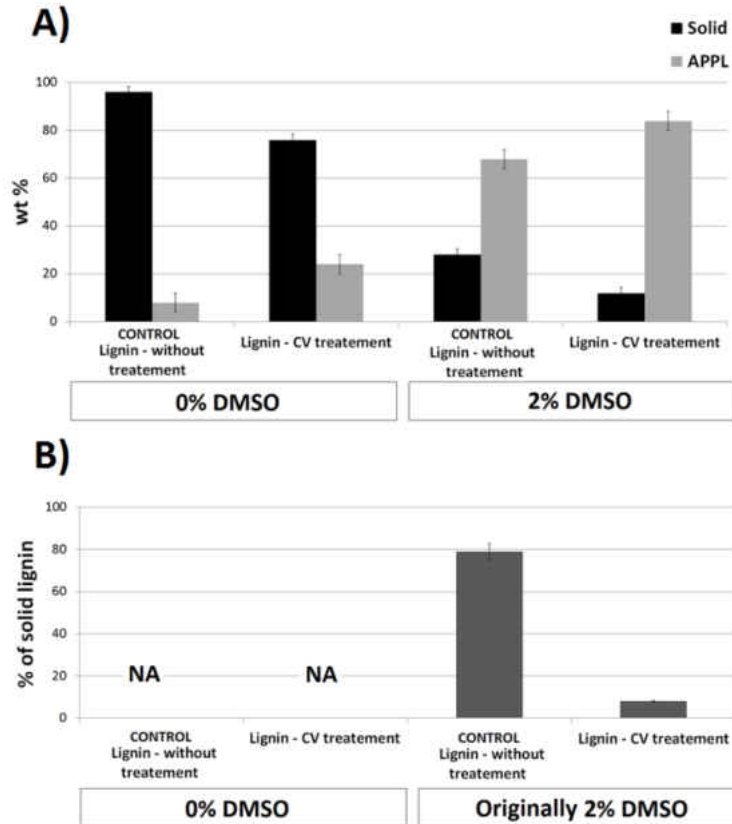 A)
Solid
APPL
100
80
60
40
20
0
wt %
CONTROL
Lignin - without
treatement
Lignin - CV treatement
CONTROL
Lignin - without
treatement
Lignin - CV treatement
0% DMSO
2% DMSO
B)
100
80
60
40
20
0
% of solid lignin
NA
NA
CONTROL
Lignin - without
treatement
Lignin - CV treatement
CONTROL
Lignin - without
treatement
Lignin - CV treatement
0% DMSO
Originally 2% DMSO